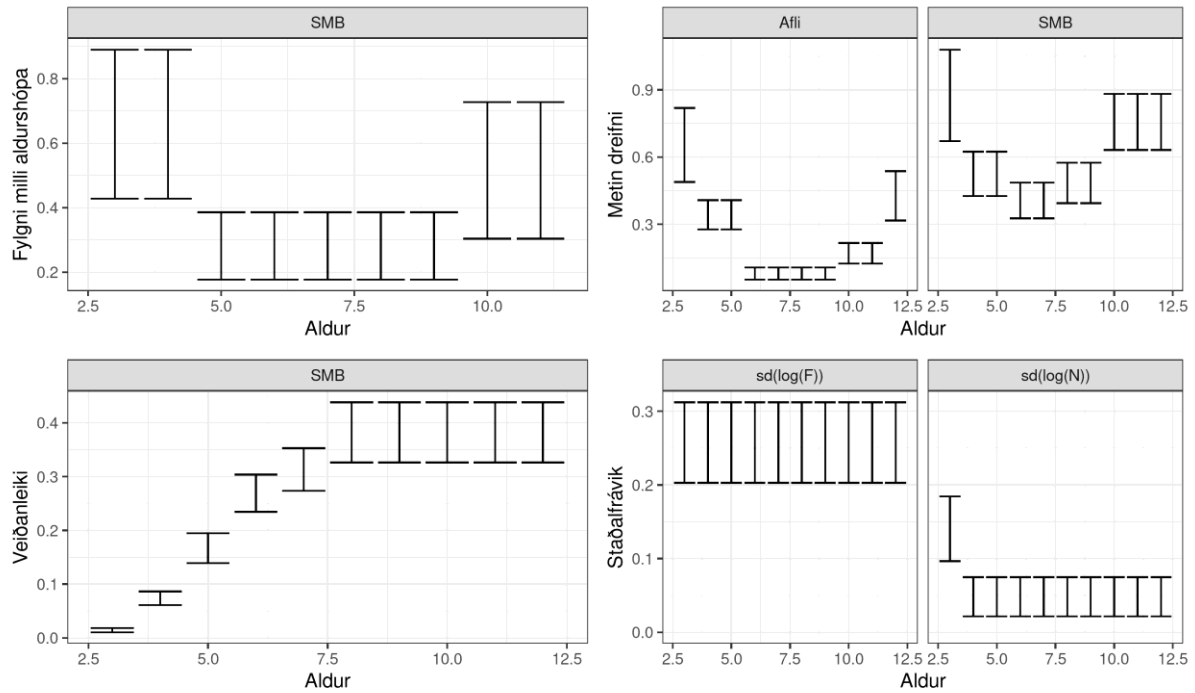 SMB
Fylgni milli aldurshópa
0.8
0.6
0.4
0.2
2.5 5.0 7.5 10.0
Aldur
Afli SMB
Metin dreifni
0.9
0.6
0.3
2.5 5.0 7.5 10.0 12.5 2.5 5.0 7.5 10.0 12.5
Aldur
SMB
Veiðanleiki
0.4
0.3
0.2
0.1
0.0
2.5 5.0 7.5 10.0 12.5
Aldur
sd(log(F)) sd(log(N))
Staðalfrávik
0.3
0.2
0.1
0.0
2.5 5.0 7.5 10.0 12.5 2.5 5.0 7.5 10.0 12.5
Aldur